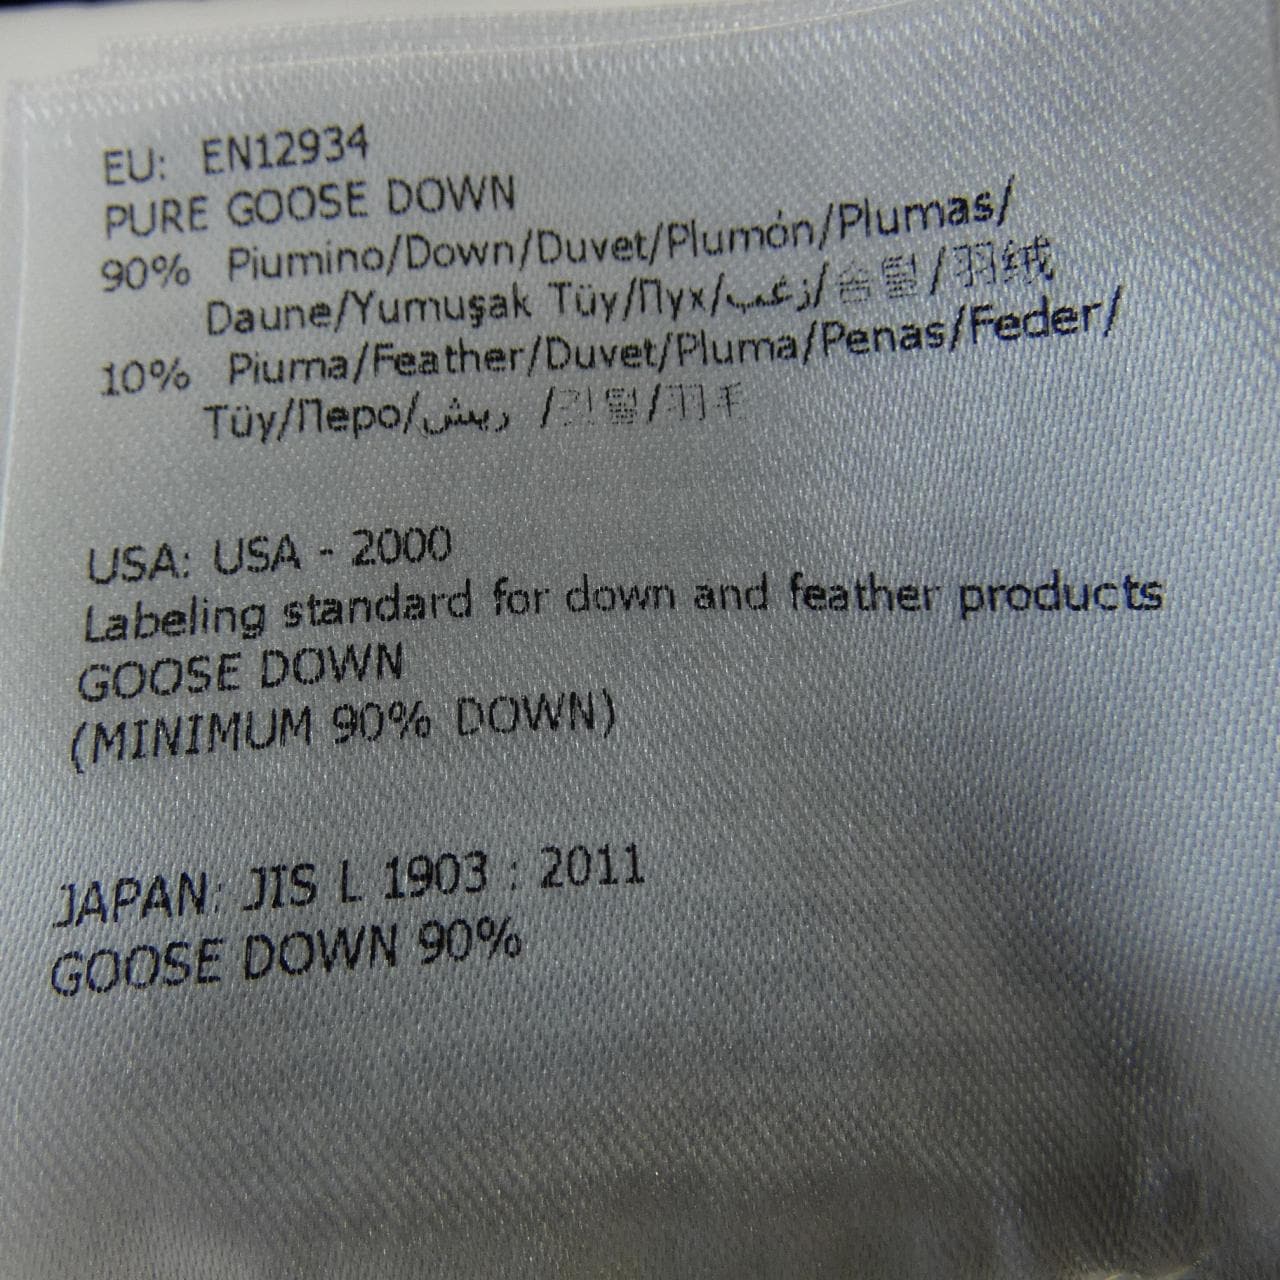 EU: EN12934
PURE GOOSE DOWN
90% Piumino/Down/Duvet/Plumón/Plumas/
Daune/Yumuşak Tüy/Пух/زغب/솜털/羽绒
10% Piuma/Feather/Duvet/Pluma/Penas/Feder/
Tüy/Перо/ريش /깃털/羽毛
USA: USA - 2000
Labeling standard for down and feather products
GOOSE DOWN
(MINIMUM 90% DOWN)
JAPAN: JIS L 1903 : 2011
GOOSE DOWN 90%